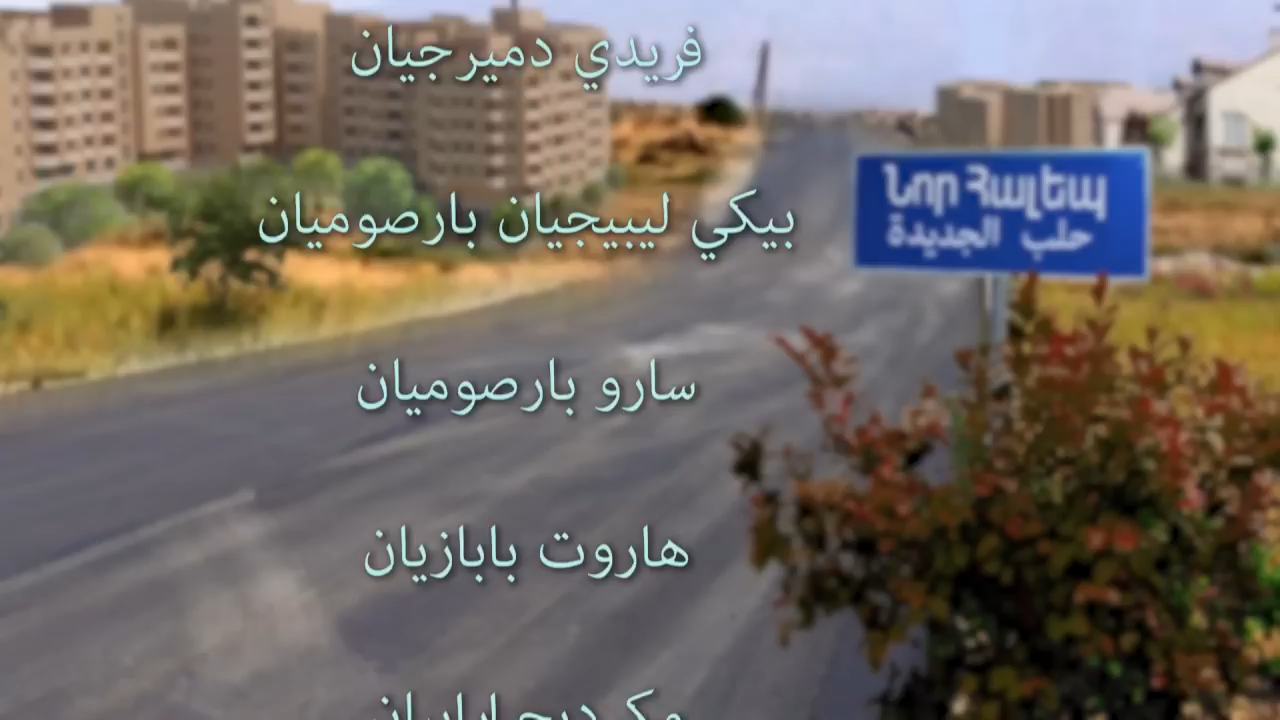 فريدي دميرجيان
بيكي ليبيجيان بارصوميان
Նոր Հալեպ
حلب الجديدة
سارو بارصوميان
هاروت بابازيان